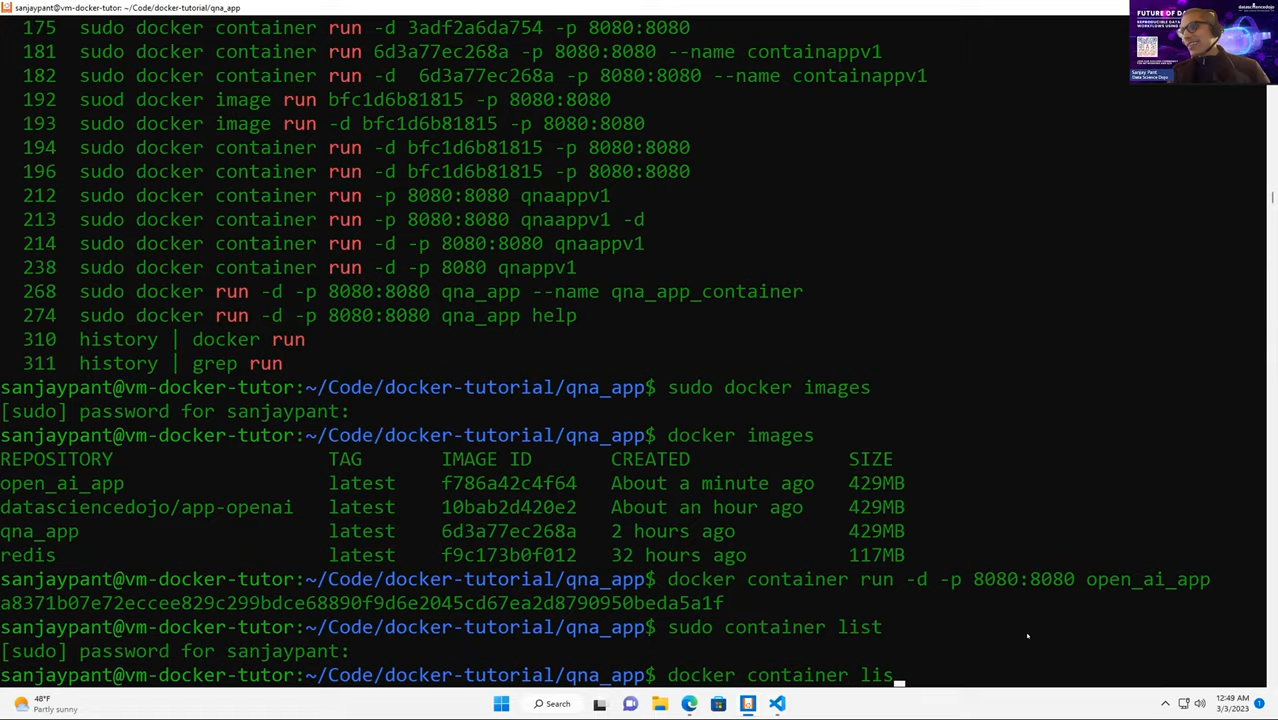 sanjaypant@vm-docker-tutor: ~/Code/docker-tutorial/qna_app
175 sudo docker container run -d 3adf2a6da754 -p 8080:8080
181 sudo docker container run 6d3a77ec268a -p 8080:8080 --name containappv1
182 sudo docker container run -d  6d3a77ec268a -p 8080:8080 --name containappv1
192 suod docker image run bfc1d6b81815 -p 8080:8080
193 sudo docker image run -d bfc1d6b81815 -p 8080:8080
194 sudo docker container run -d bfc1d6b81815 -p 8080:8080
196 sudo docker container run -d bfc1d6b81815 -p 8080:8080
212 sudo docker container run -p 8080:8080 qnaappv1
213 sudo docker container run -p 8080:8080 qnaappv1 -d
214 sudo docker container run -d -p 8080:8080 qnaappv1
238 sudo docker container run -d -p 8080 qnappv1
268 sudo docker run -d -p 8080:8080 qna_app --name qna_app_container
274 sudo docker run -d -p 8080:8080 qna_app help
310 history | docker run
311 history | grep run
sanjaypant@vm-docker-tutor:~/Code/docker-tutorial/qna_app$ sudo docker images
[sudo] password for sanjaypant:
sanjaypant@vm-docker-tutor:~/Code/docker-tutorial/qna_app$ docker images
REPOSITORY TAG IMAGE ID CREATED SIZE
open_ai_app latest f786a42c4f64 About a minute ago 429MB
datasciencedojo/app-openai latest 10bab2d420e2 About an hour ago 429MB
qna_app latest 6d3a77ec268a 2 hours ago 429MB
redis latest f9c173b0f012 32 hours ago 117MB
sanjaypant@vm-docker-tutor:~/Code/docker-tutorial/qna_app$ docker container run -d -p 8080:8080 open_ai_app
a8371b07e72eccee829c299bdce68890f9d6e2045cd67ea2d8790950beda5a1f
sanjaypant@vm-docker-tutor:~/Code/docker-tutorial/qna_app$ sudo container list
[sudo] password for sanjaypant:
sanjaypant@vm-docker-tutor:~/Code/docker-tutorial/qna_app$ docker container lis
datasciencedojo
FUTURE OF DA
Sanjay Pant
Data Science Dojo
48°F
Partly sunny
Search
12:49 AM
3/3/2023